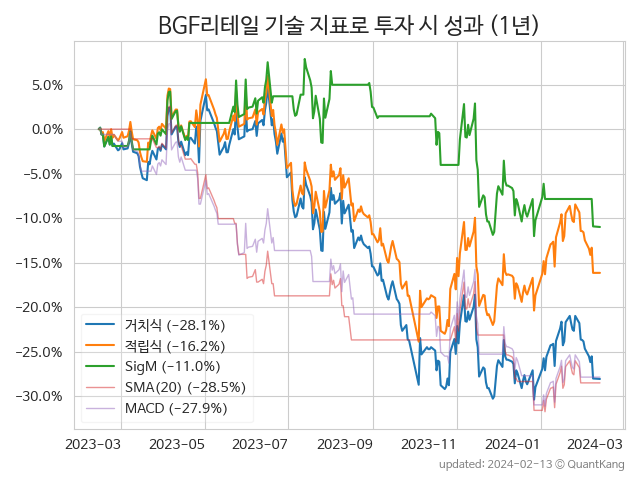 BGF리테일 기술 지표로 투자 시 성과 (1년)
5.0%
0.0%
−5.0%
−10.0%
−15.0%
−20.0%
−25.0%
−30.0%
거치식 (−28.1%)
적립식 (−16.2%)
SigM (−11.0%)
SMA(20) (−28.5%)
MACD (−27.9%)
2023−03 2023−05 2023−07 2023−09 2023−11 2024−01 2024−03
updated: 2024−02−13 © QuantKang